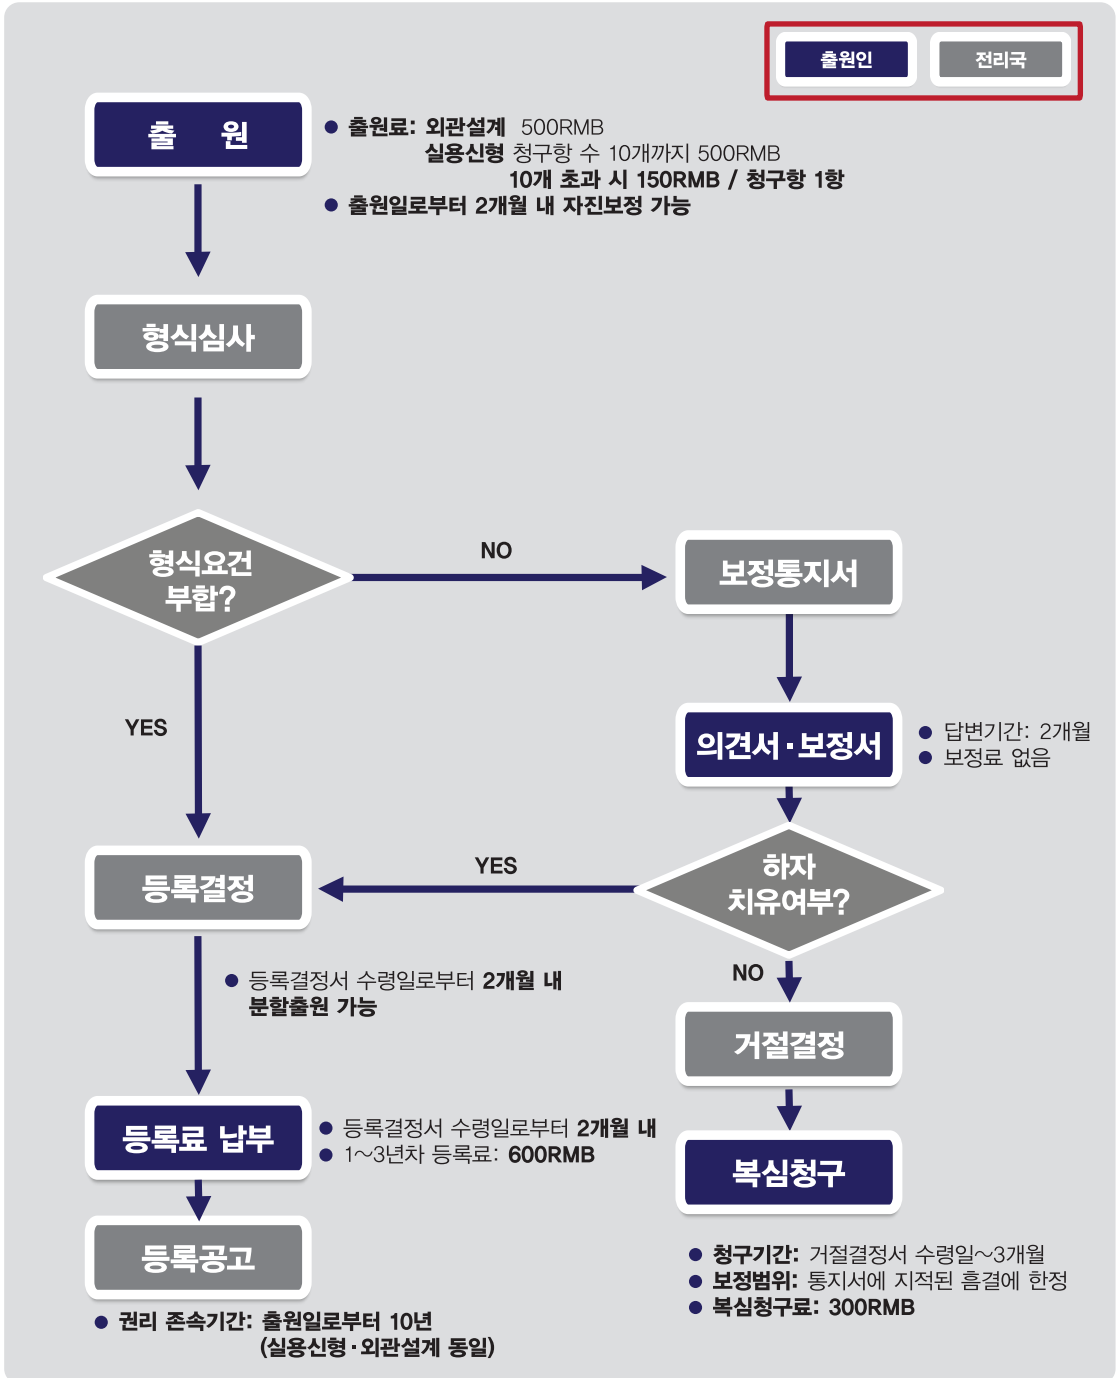 출원인
전리국
출 원
● 출원료: 외관설계 500RMB
실용신형 청구항 수 10개까지 500RMB
10개 초과 시 150RMB / 청구항 1항
● 출원일로부터 2개월 내 자진보정 가능
형식심사
형식요건
부합?
NO
보정통지서
YES
의견서·보정서
● 답변기간: 2개월
● 보정료 없음
하자
치유여부?
YES
등록결정
NO
● 등록결정서 수령일로부터 2개월 내
분할출원 가능
거절결정
등록료 납부
● 등록결정서 수령일로부터 2개월 내
● 1~3년차 등록료: 600RMB
복심청구
등록공고
● 청구기간: 거절결정서 수령일~3개월
● 보정범위: 통지서에 지적된 흠결에 한정
● 복심청구료: 300RMB
● 권리 존속기간: 출원일로부터 10년
(실용신형·외관설계 동일)